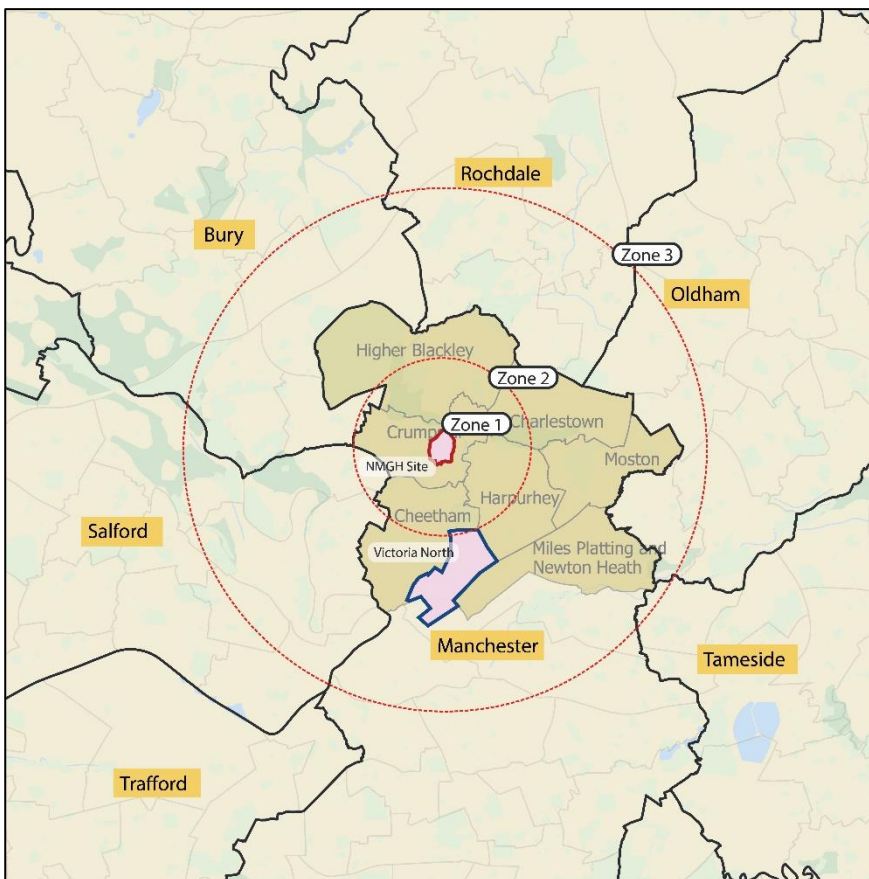 Rochdale
Bury
Zone 3
Oldham
Higher Blackley
Zone 2
Zone 1
Charlestown
Crump
Moston
NMGH Site
Harpurhey
Cheetham
Salford
Victoria North
Miles Platting and
Newton Heath
Manchester
Tameside
Trafford